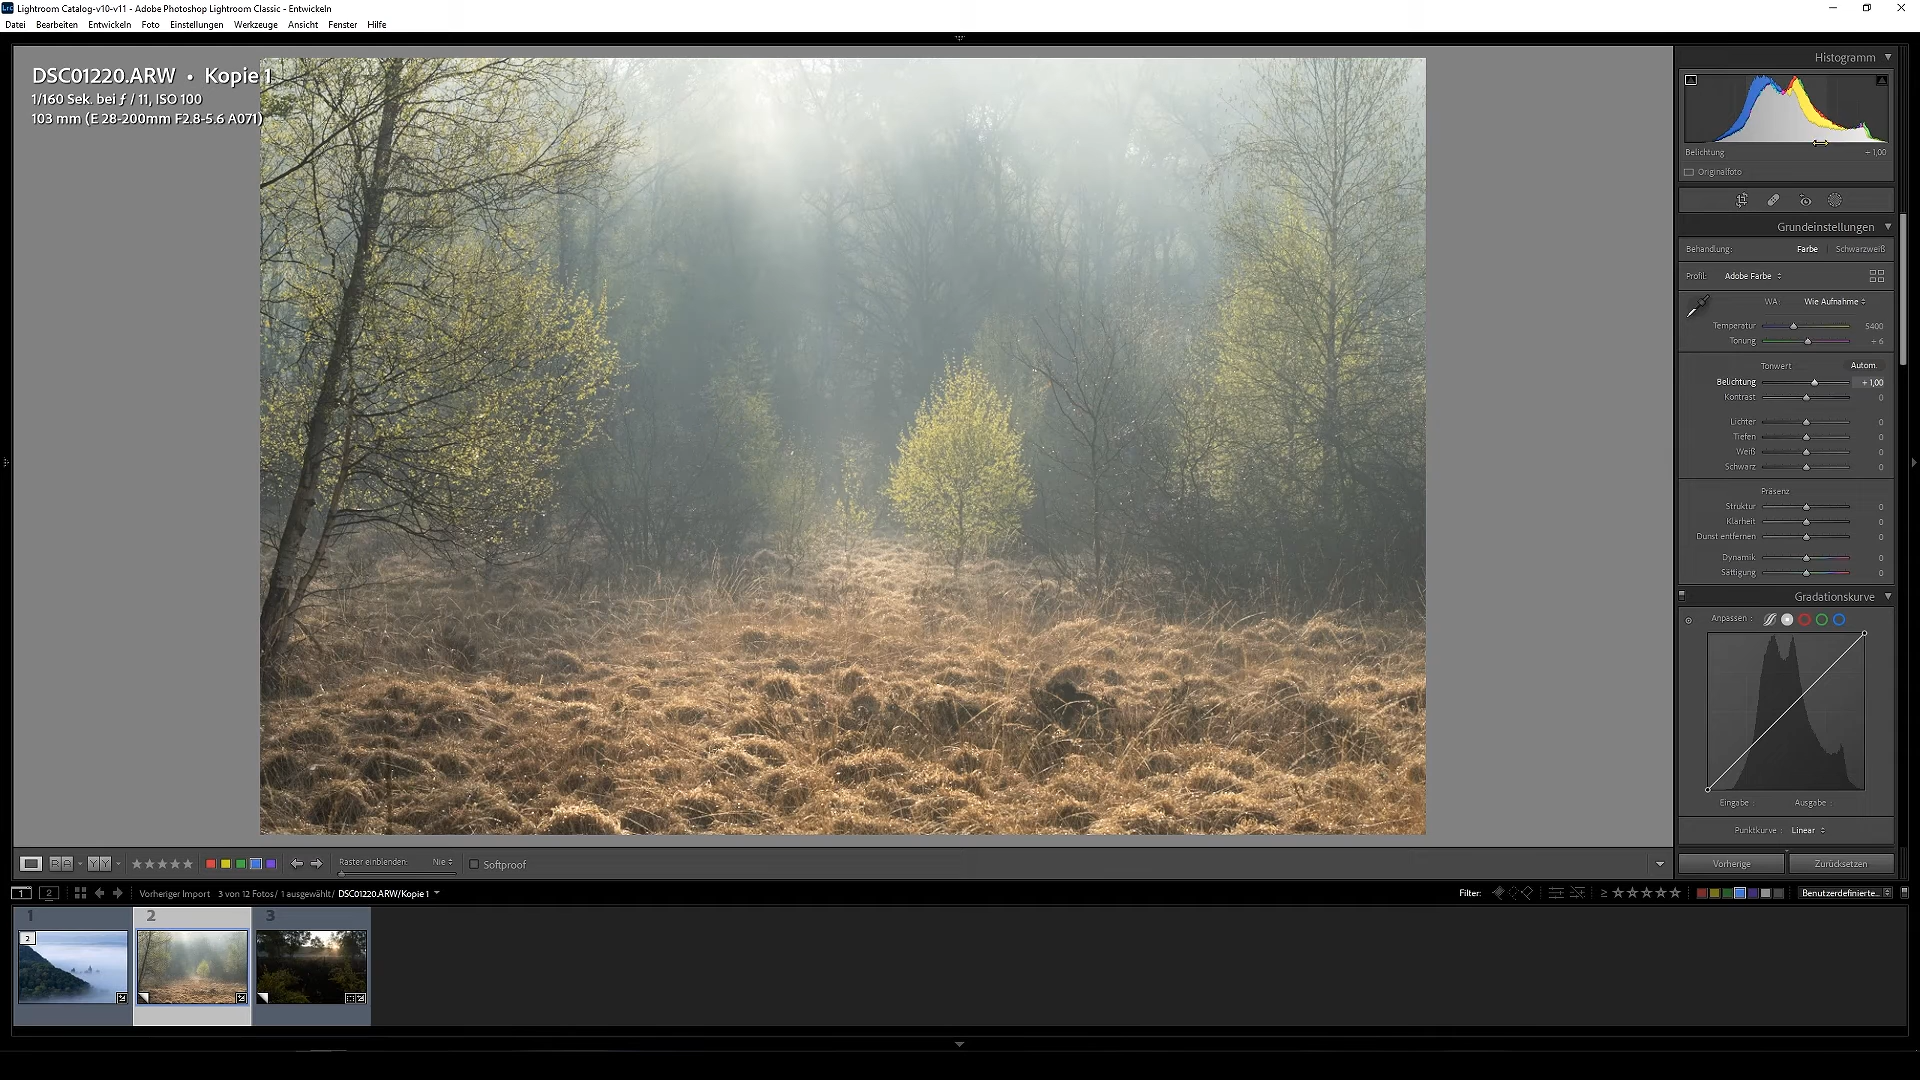 Lightroom Catalog-v10-v11 - Adobe Photoshop Lightroom Classic - Entwickeln
Datei Bearbeiten Entwickeln Foto Einstellungen Werkzeuge Ansicht Fenster Hilfe
DSC01220.ARW • Kopie 1
1/160 Sek. bei ƒ / 11, ISO 100
103 mm (E 28-200mm F2.8-5.6 A071)
Histogramm
Belichtung +1,00
Originalfoto
Grundeinstellungen
Behandlung: Farbe Schwarzweiß
Profil: Adobe Farbe
WA: Wie Aufnahme
Temperatur 5400
Tonung + 6
Tonwert Autom.
Belichtung +1,00
Kontrast 0
Lichter 0
Tiefen 0
Weiß 0
Schwarz 0
Präsenz
Struktur 0
Klarheit 0
Dunst entfernen 0
Dynamik 0
Sättigung 0
Gradationskurve
Anpassen :
Eingabe : Ausgabe :
Punktkurve : Linear
Vorherige Zurücksetzen
R A Y Y Raster einblenden: Nie Softproof
1 2 Vorheriger Import 3 von 12 Fotos/ 1 ausgewählt/ DSC01220.ARW/Kopie 1 Filter: ≥ Benutzerdefinierte...
1 2 3
2